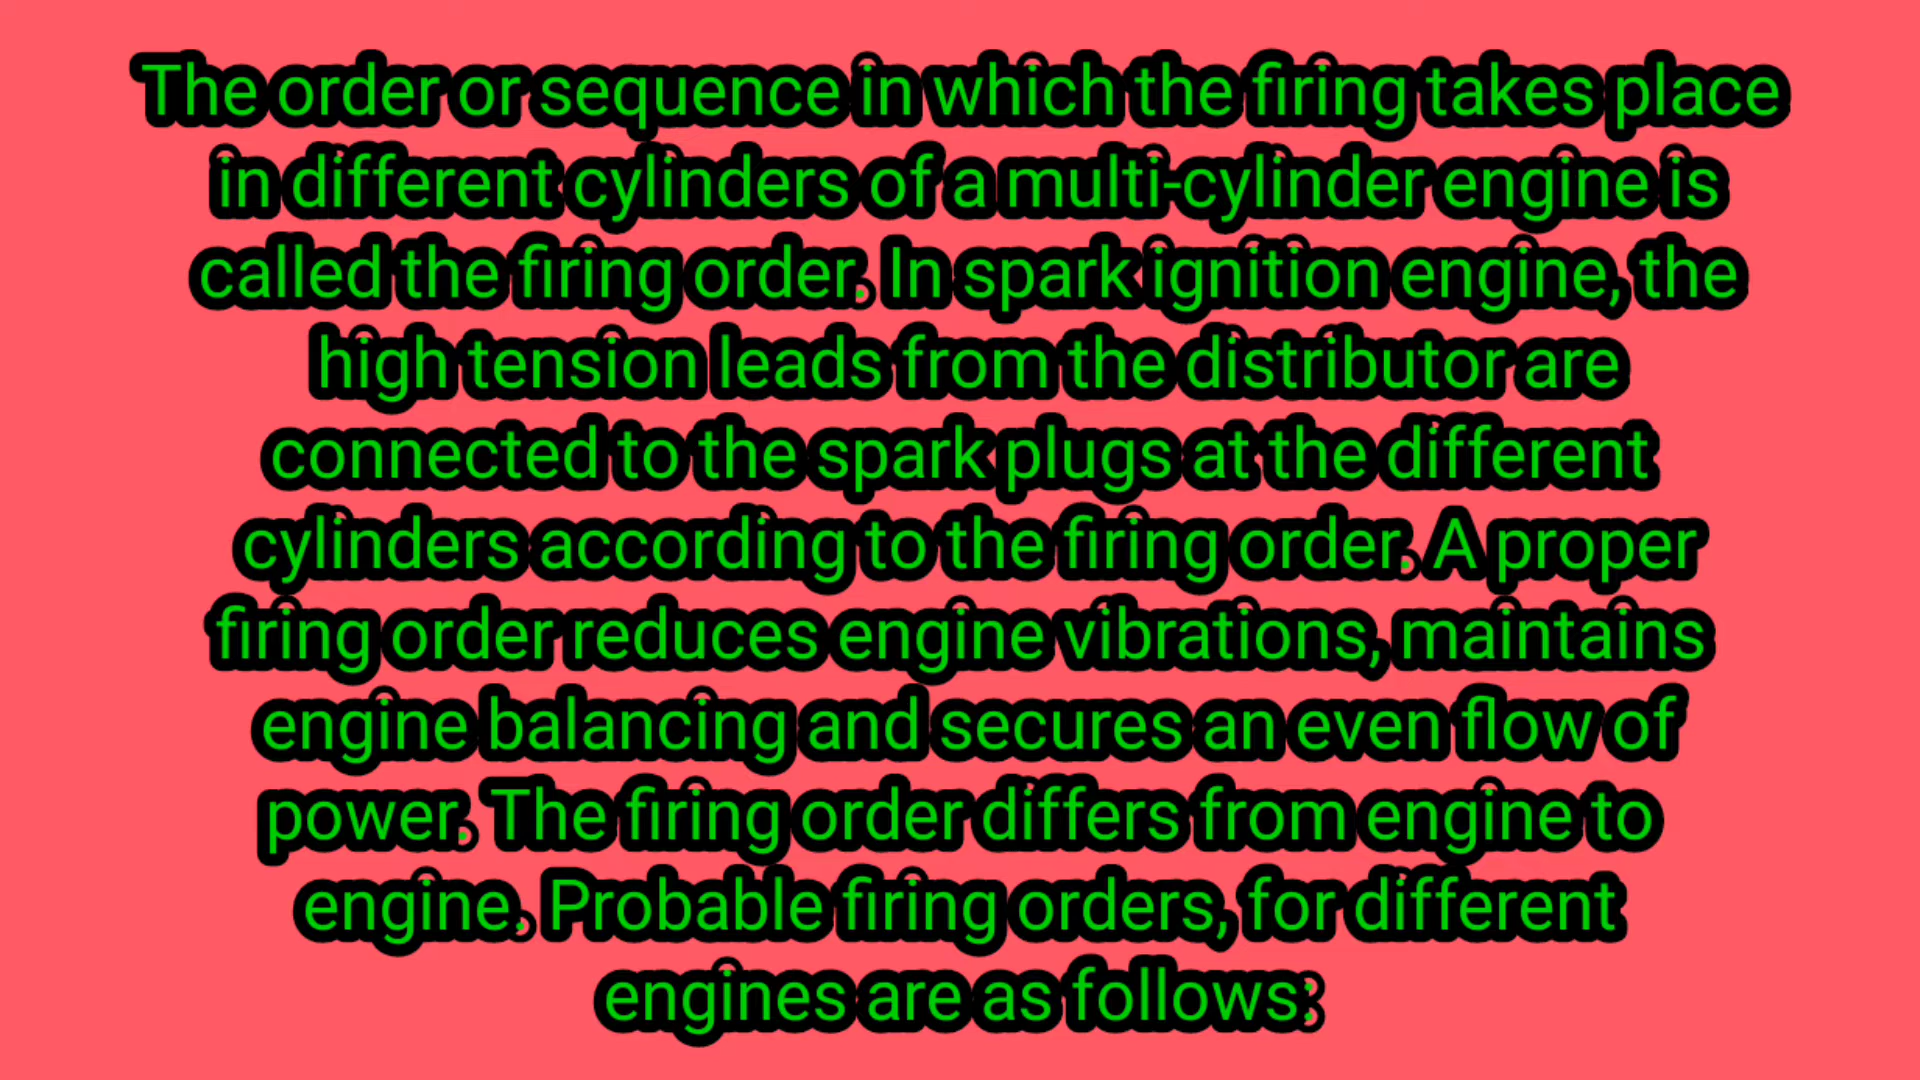 The order or sequence in which the firing takes place
in different cylinders of a multi-cylinder engine is
called the firing order. In spark ignition engine, the
high tension leads from the distributor are
connected to the spark plugs at the different
cylinders according to the firing order. A proper
firing order reduces engine vibrations, maintains
engine balancing and secures an even flow of
power. The firing order differs from engine to
engine. Probable firing orders, for different
engines are as follows: